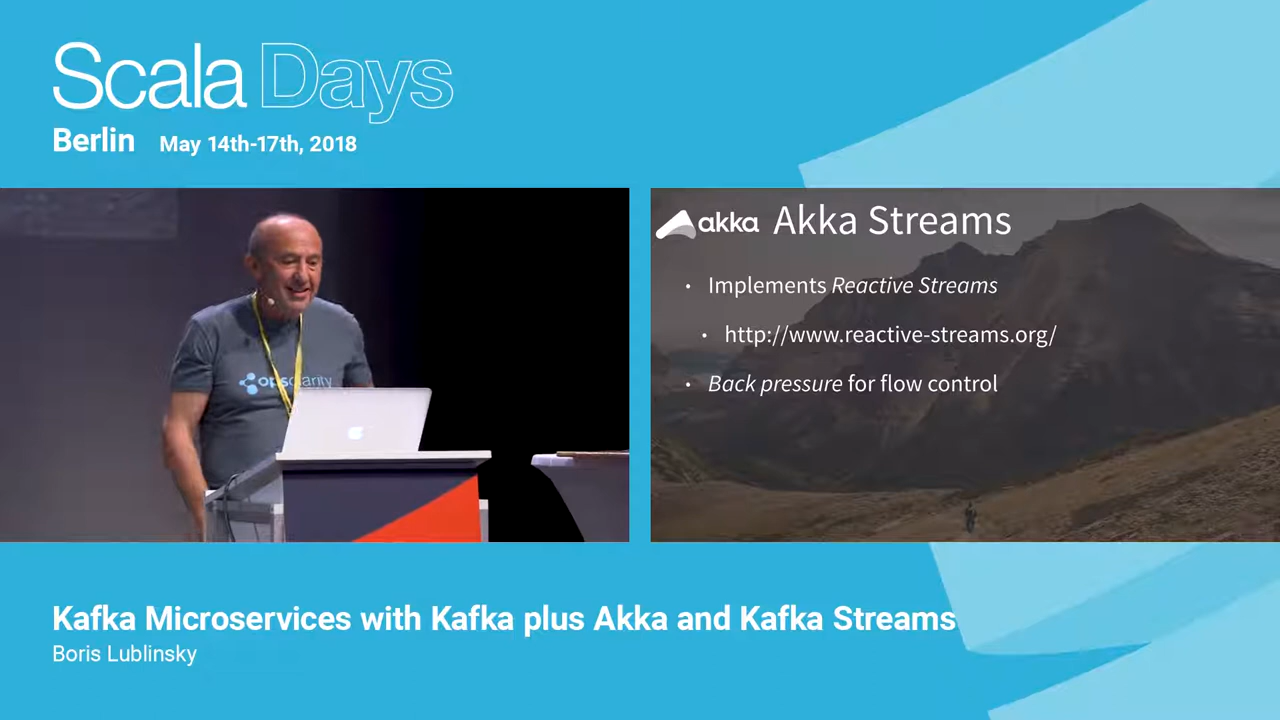 Scala Days
Berlin May 14th-17th, 2018
akka Akka Streams
• Implements Reactive Streams
• http://www.reactive-streams.org/
• Back pressure for flow control
opsclarity
Kafka Microservices with Kafka plus Akka and Kafka Streams
Boris Lublinsky